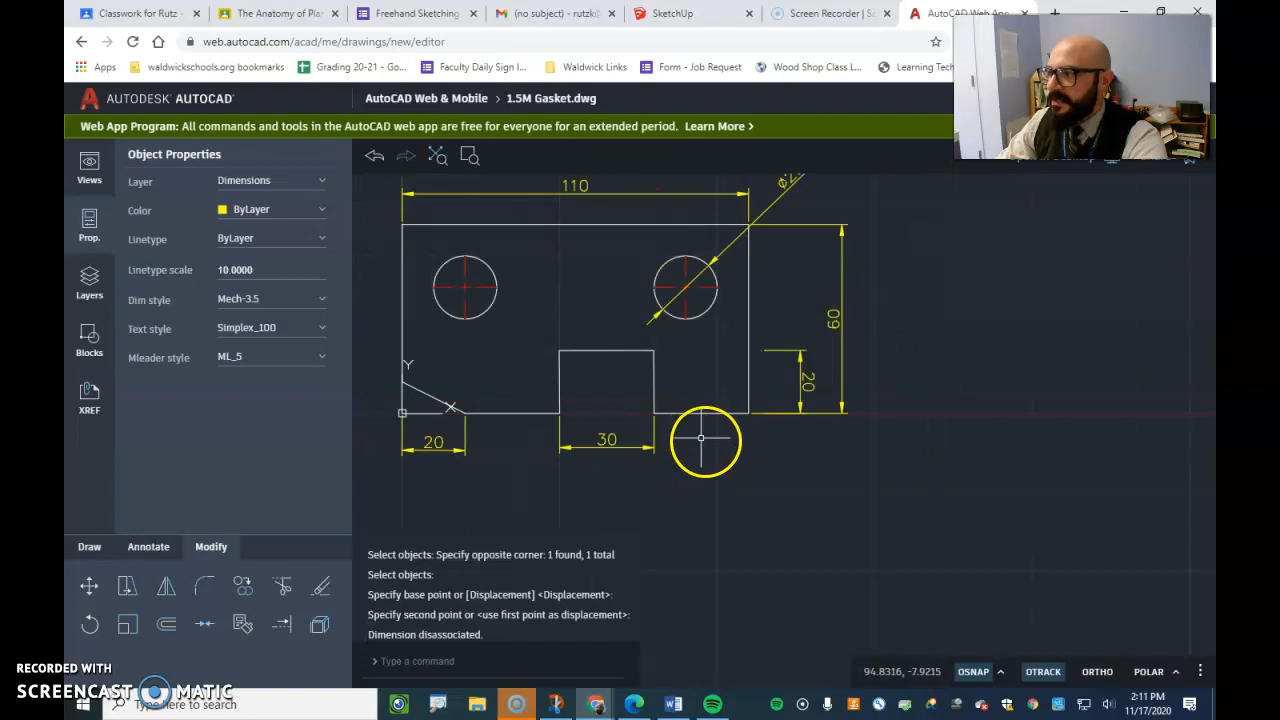 Classwork for Rutz -
The Anatomy of Pla
Freehand Sketching
(no subject) - rutzk@
SketchUp
Screen Recorder | Sc
AutoCAD Web App
web.autocad.com/acad/me/drawings/new/editor
Apps
waldwickschools.org bookmarks
Grading 20-21 - Go...
Faculty Daily Sign I...
Waldwick Links
Form - Job Request
Wood Shop Class L...
Learning Tech
AUTODESK® AUTOCAD®
AutoCAD Web & Mobile > 1.5M Gasket.dwg
Web App Program: All commands and tools in the AutoCAD web app are free for everyone for an extended period. Learn More >
Views
Prop.
Layers
Blocks
XREF
Object Properties
Layer Dimensions
Color ByLayer
Linetype ByLayer
Linetype scale 10.0000
Dim style Mech-3.5
Text style Simplex_100
Mleader style ML_5
110
60
20
Y
X
20
30
Draw Annotate Modify
Select objects: Specify opposite corner: 1 found, 1 total
Select objects:
Specify base point or [Displacement] <Displacement>:
Specify second point or <use first point as displacement>:
Dimension disassociated.
Type a command
94.8316, -7.9215 OSNAP OTRACK ORTHO POLAR
RECORDED WITH
SCREENCAST MATIC
Type here to search
2:11 PM
11/17/2020